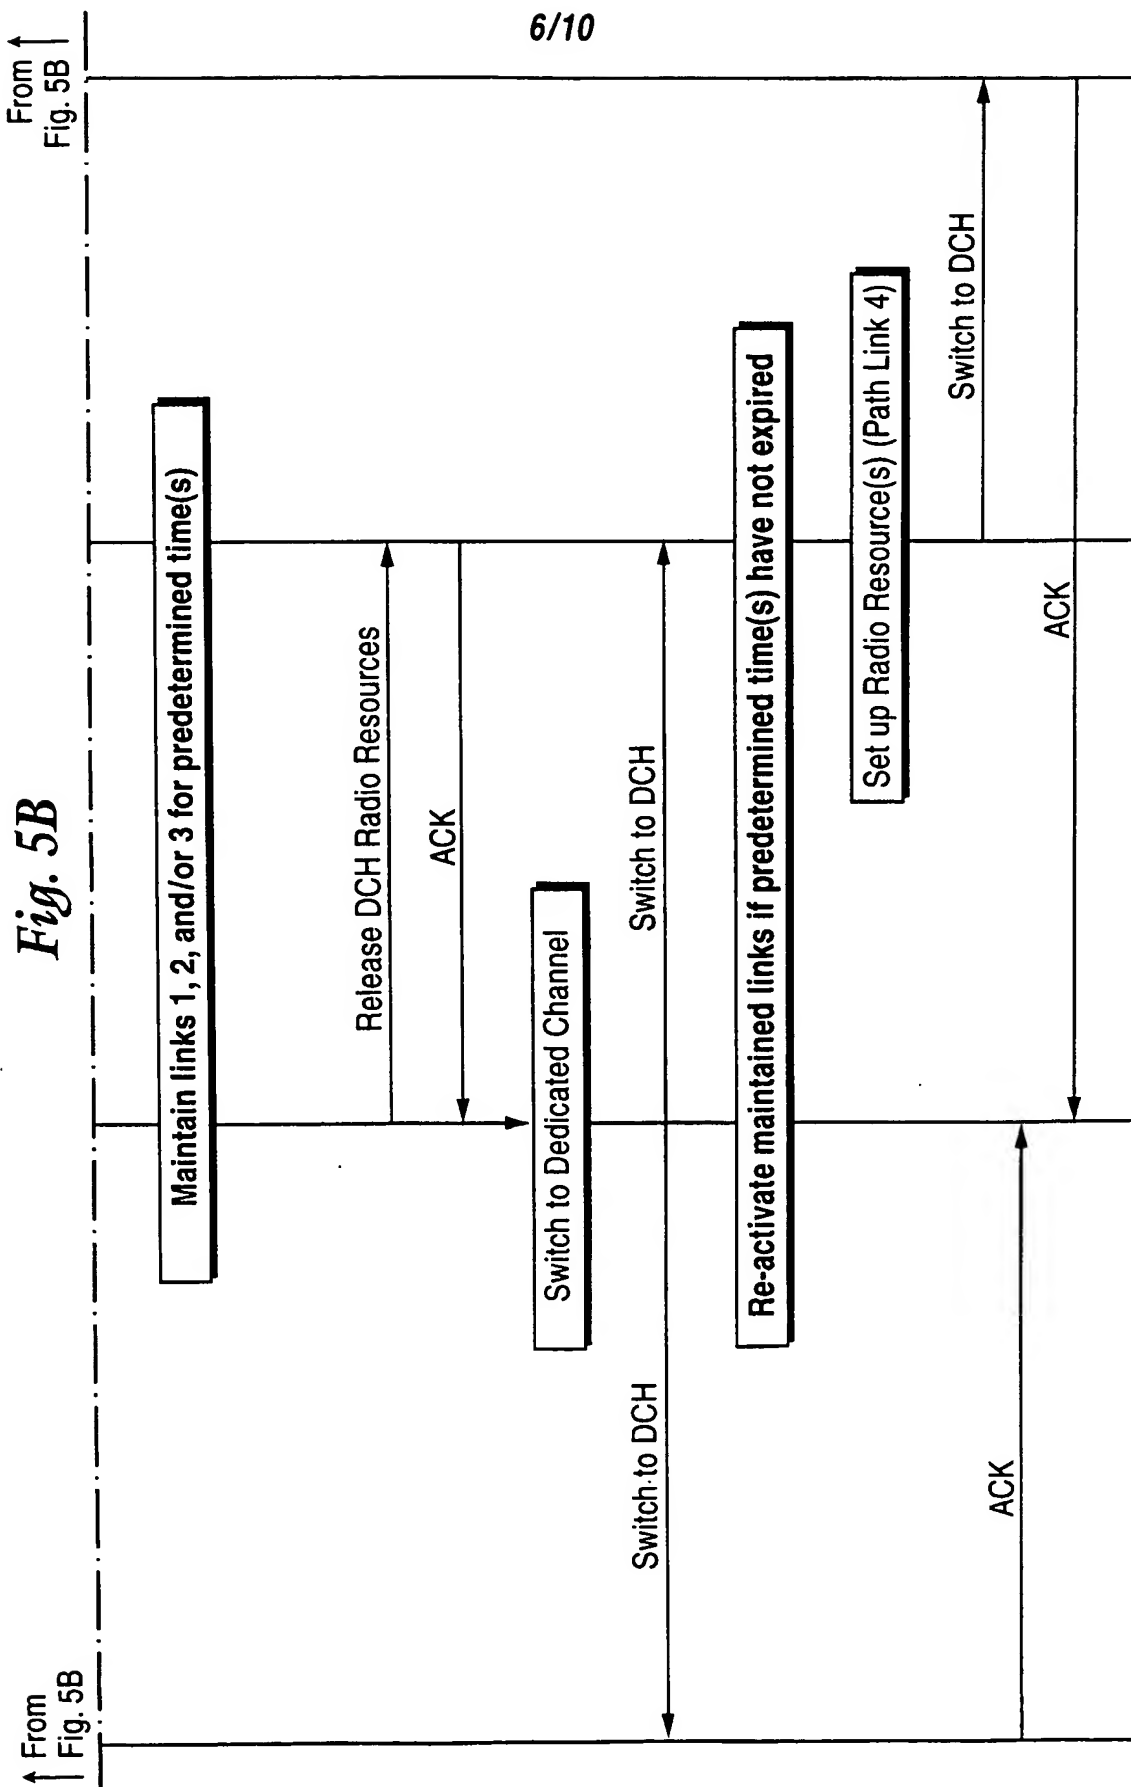 6/10
Fig. 5B
From
Fig. 5B
From
Fig. 5B
Maintain links 1, 2, and/or 3 for predetermined time(s)
Release DCH Radio Resources
ACK
Switch to Dedicated Channel
Switch to DCH
Switch to DCH
Re-activate maintained links if predetermined time(s) have not expired
Set up Radio Resource(s) (Path Link 4)
Switch to DCH
ACK
ACK